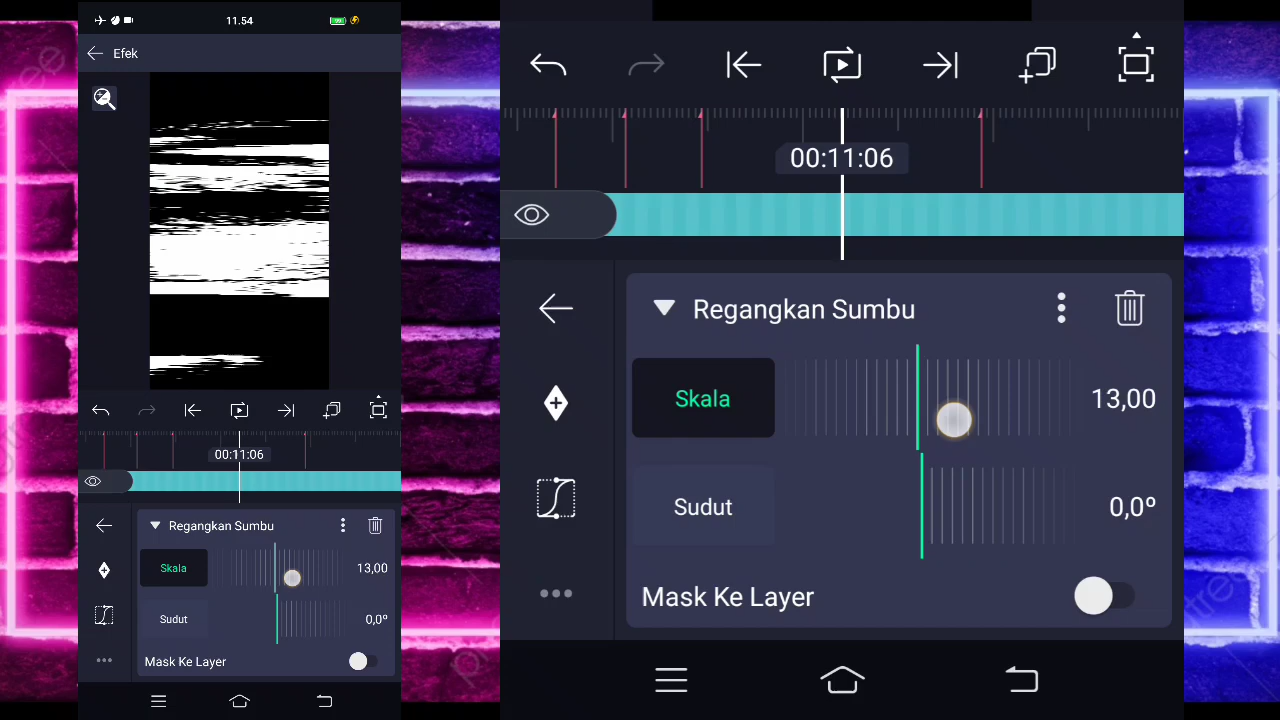 11.54
Efek
00:11:06
Regangkan Sumbu
Skala
13,00
Sudut
0,0º
Mask Ke Layer
00:11:06
Regangkan Sumbu
Skala
13,00
Sudut
0,0º
Mask Ke Layer